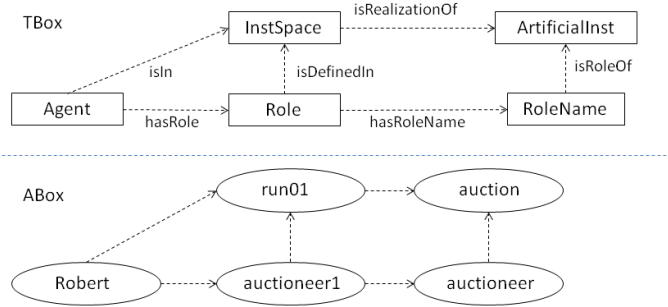 TBox
isRealizationOf
InstSpace
ArtificialInst
isIn
isDefinedIn
isRoleOf
Agent
Role
RoleName
hasRole
hasRoleName
ABox
run01
auction
Robert
auctioneer1
auctioneer